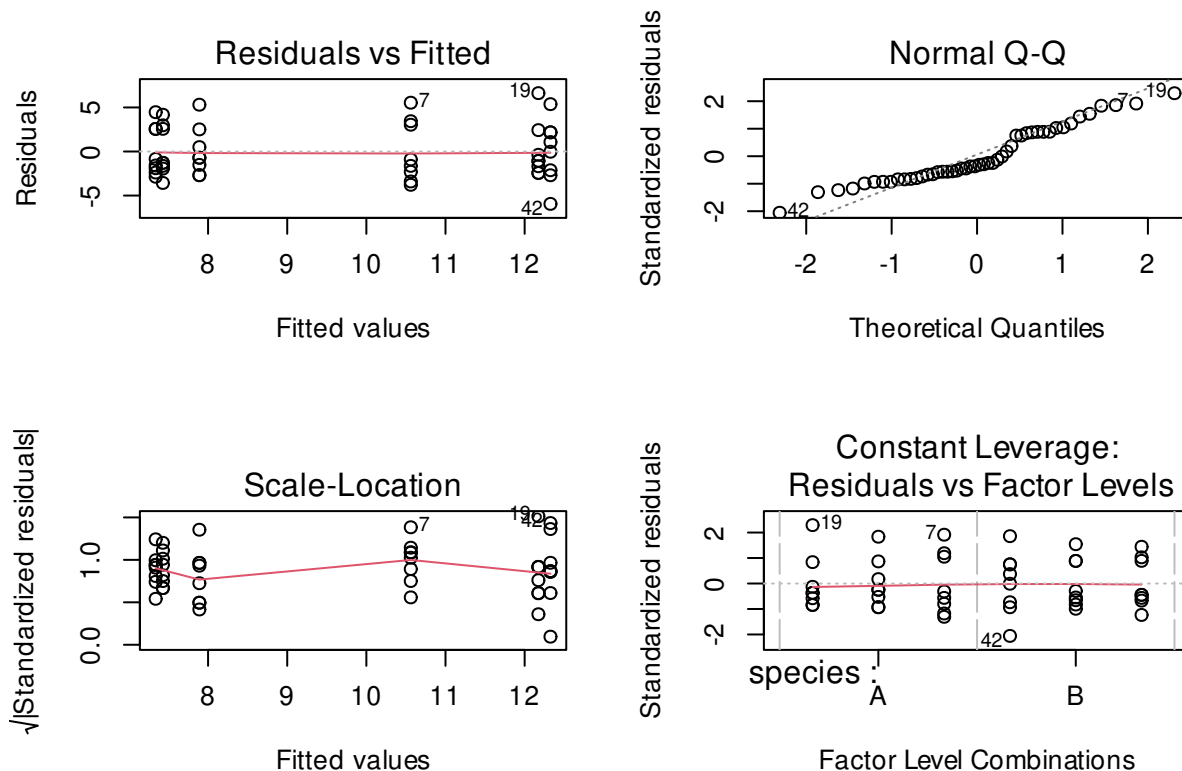 Residuals vs Fitted
Residuals
5
0
-5
19
7
42
8 9 10 11 12
Fitted values
Normal Q-Q
Standardized residuals
2
0
-2
19
7
42
-2 -1 0 1 2
Theoretical Quantiles
Scale-Location
√|Standardized residuals|
1.0
0.0
19
42
7
8 9 10 11 12
Fitted values
Constant Leverage:
Residuals vs Factor Levels
Standardized residuals
2
0
-2
19
7
42
species :
A B
Factor Level Combinations